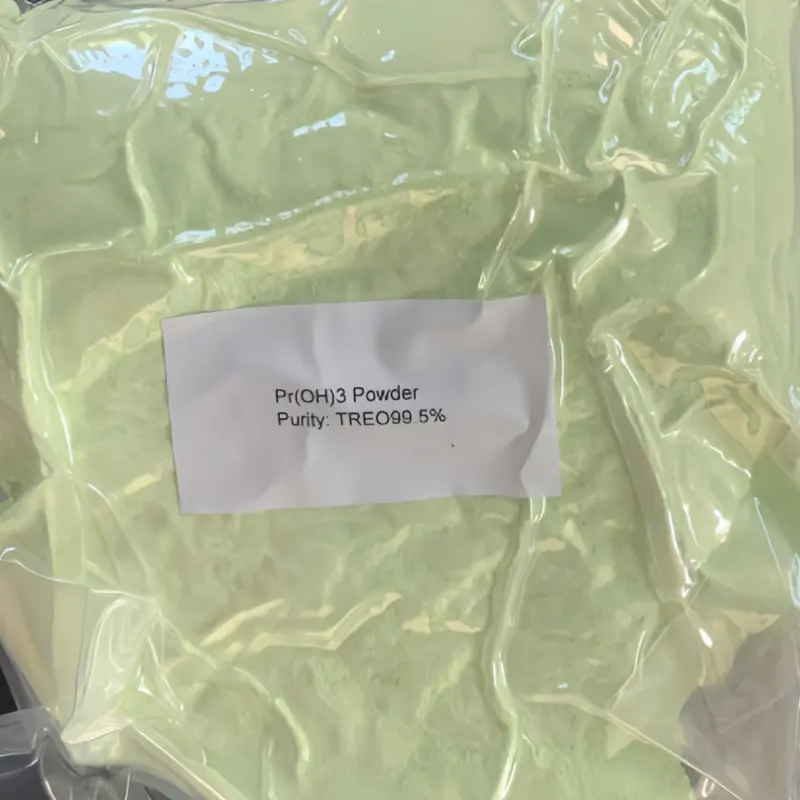 Pr(OH)3 Powder
Purity: TREO99.5%